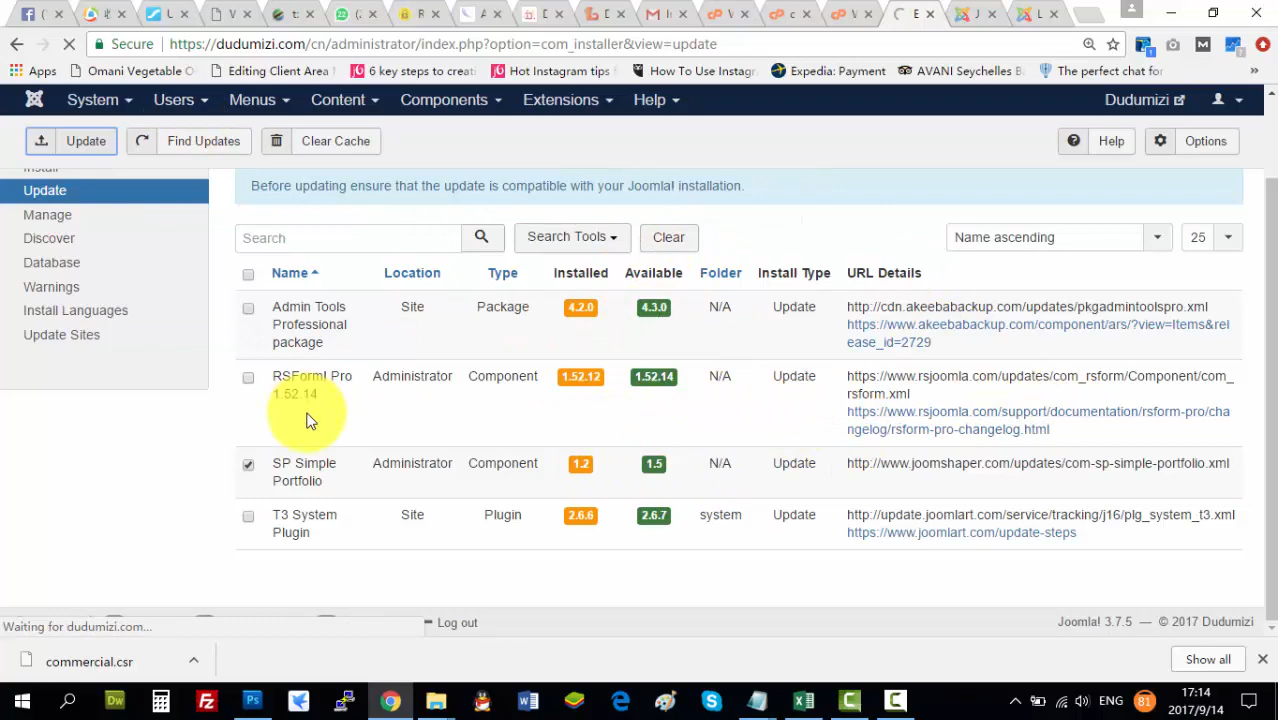 Secure
https://dudumizi.com/cn/administrator/index.php?option=com_installer&view=update
Apps
Omani Vegetable
Editing Client Area
6 key steps to creati
Hot Instagram tips
How To Use Instagr
Expedia: Payment
AVANI Seychelles
The perfect chat for
System
Users
Menus
Content
Components
Extensions
Help
Dudumizi
Update
Find Updates
Clear Cache
Help
Options
Update
Manage
Discover
Database
Warnings
Install Languages
Update Sites
Before updating ensure that the update is compatible with your Joomla! installation.
Search
Search Tools
Clear
Name ascending
25
Name Location Type Installed Available Folder Install Type URL Details
Admin Tools
Professional
package
Site Package 4.2.0 4.3.0 N/A Update
http://cdn.akeebabackup.com/updates/pkgadmintoolspro.xml
https://www.akeebabackup.com/component/ars/?view=Items&rel
ease_id=2729
RSForm! Pro
1.52.14
Administrator Component 1.52.12 1.52.14 N/A Update
https://www.rsjoomla.com/updates/com_rsform/Component/com_
rsform.xml
https://www.rsjoomla.com/support/documentation/rsform-pro/cha
ngelog/rsform-pro-changelog.html
SP Simple
Portfolio
Administrator Component 1.2 1.5 N/A Update
http://www.joomshaper.com/updates/com-sp-simple-portfolio.xml
T3 System
Plugin
Site Plugin 2.6.6 2.6.7 system Update
http://update.joomlart.com/service/tracking/j16/plg_system_t3.xml
https://www.joomlart.com/update-steps
Waiting for dudumizi.com...
Log out
Joomla! 3.7.5 — © 2017 Dudumizi
commercial.csr
Show all
ENG
81
17:14
2017/9/14